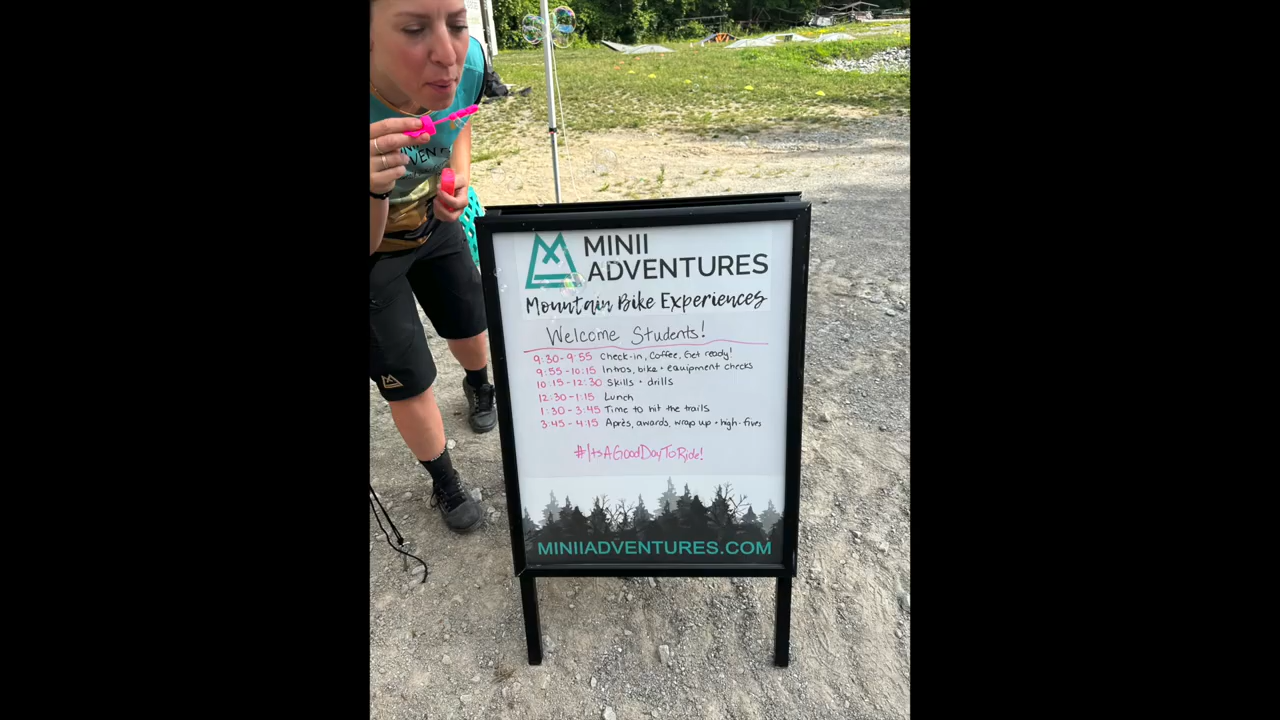 MINII
ADVENTURES
Mountain Bike Experiences
Welcome Students!
9:30-9:55 Check-in, Coffee, Get ready!
9:55-10:15 Intros, bike + equipment checks
10:15-12:30 Skills + drills
12:30-1:15 Lunch
1:30-3:45 Time to hit the trails
3:45-4:15 Après, awards, wrap up + high-fives
#ItsAGoodDayToRide!
MINIIADVENTURES.COM